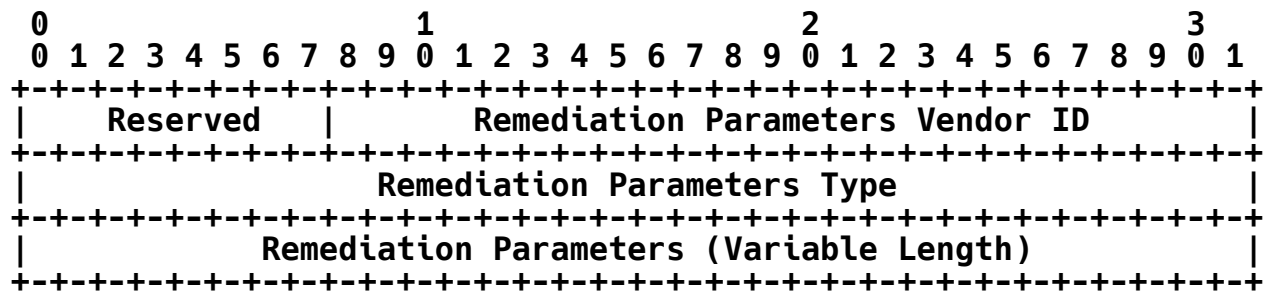 0                   1                   2                   3
 0 1 2 3 4 5 6 7 8 9 0 1 2 3 4 5 6 7 8 9 0 1 2 3 4 5 6 7 8 9 0 1
+-+-+-+-+-+-+-+-+-+-+-+-+-+-+-+-+-+-+-+-+-+-+-+-+-+-+-+-+-+-+-+-+
|    Reserved   |       Remediation Parameters Vendor ID        |
+-+-+-+-+-+-+-+-+-+-+-+-+-+-+-+-+-+-+-+-+-+-+-+-+-+-+-+-+-+-+-+-+
|                  Remediation Parameters Type                  |
+-+-+-+-+-+-+-+-+-+-+-+-+-+-+-+-+-+-+-+-+-+-+-+-+-+-+-+-+-+-+-+-+
|            Remediation Parameters (Variable Length)           |
+-+-+-+-+-+-+-+-+-+-+-+-+-+-+-+-+-+-+-+-+-+-+-+-+-+-+-+-+-+-+-+-+